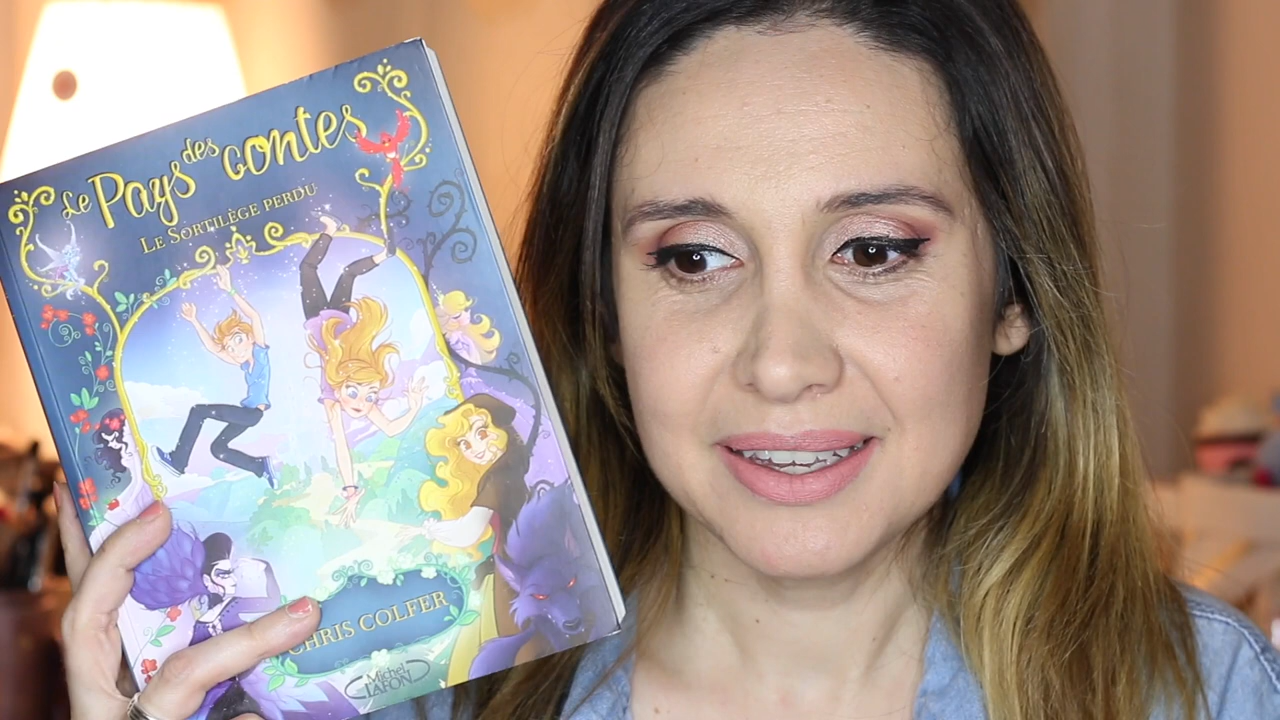 Le Pays des contes
LE SORTILÈGE PERDU
CHRIS COLFER
Michel
LAFON